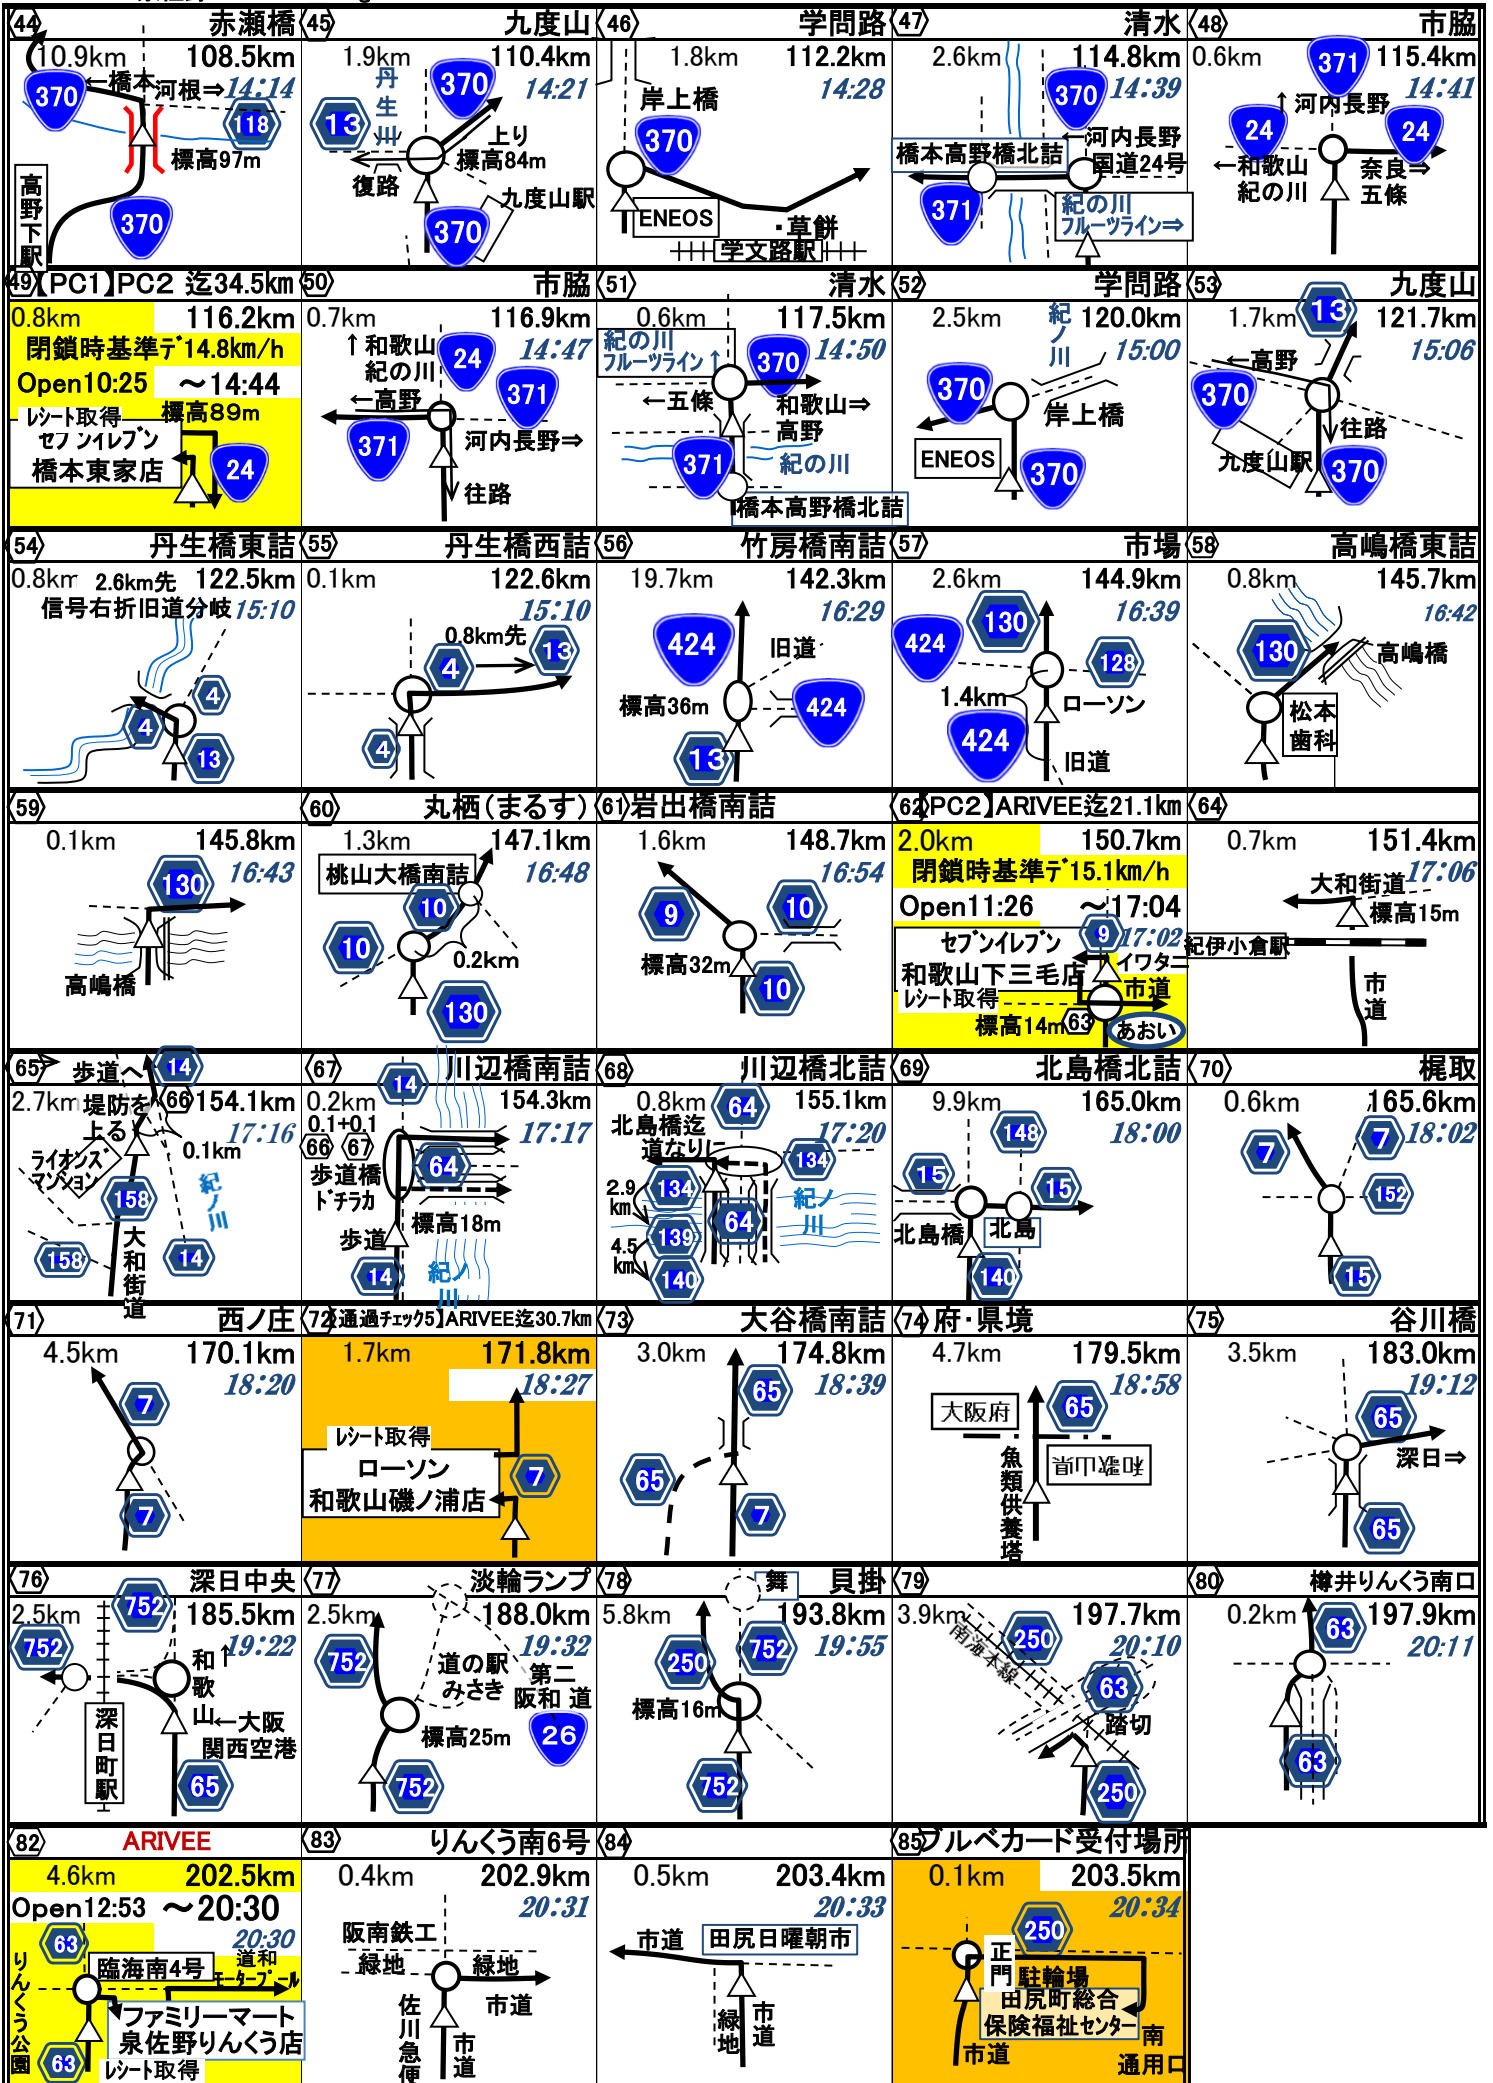 44 赤瀬橋
10.9km 108.5km
14:14
←橋本 河根⇒
370
118
標高97m
高野下駅
370
45 九度山
1.9km 110.4km
14:21
丹生川
370
13
上り
標高84m
復路
九度山駅
370
46 学問路
1.8km 112.2km
14:28
岸上橋
370
ENEOS
・草餅
学文路駅
47 清水
2.6km 114.8km
14:39
370
←河内長野
国道24号
橋本高野橋北詰
371
紀の川
フルーツライン⇒
48 市脇
0.6km 115.4km
14:41
371
↑河内長野
24
24
←和歌山
紀の川
奈良⇒
五條
49【PC1】PC2 迄34.5km
0.8km 116.2km
閉鎖時基準デ14.8km/h
Open10:25 ～14:44
レシート取得 標高89m
セブンイレブン
橋本東家店
24
50 市脇
0.7km 116.9km
14:47
↑和歌山
紀の川
24
←高野
371
371
河内長野⇒
往路
51 清水
0.6km 117.5km
14:50
紀の川
フルーツライン↑
370
←五條
和歌山⇒
高野
371
紀の川
橋本高野橋北詰
52 学問路
2.5km 120.0km
15:00
紀ノ川
370
岸上橋
ENEOS
370
53 九度山
1.7km 121.7km
15:06
13
←高野
370
往路
九度山駅
370
54 丹生橋東詰
0.8km 2.6km先 122.5km
信号右折旧道分岐 15:10
4
4
13
55 丹生橋西詰
0.1km 122.6km
15:10
0.8km先
4
13
4
56 竹房橋南詰
19.7km 142.3km
16:29
424
旧道
標高36m
424
13
57 市場
2.6km 144.9km
16:39
130
424
128
1.4km
ローソン
424
旧道
58 高嶋橋東詰
0.8km 145.7km
16:42
130
高嶋橋
松本歯科
59
0.1km 145.8km
16:43
130
高嶋橋
60 丸栖(まるす)
1.3km 147.1km
16:48
桃山大橋南詰
10
10
0.2km
130
61 岩出橋南詰
1.6km 148.7km
16:54
9
10
標高32m
10
62【PC2】ARIVEE迄21.1km
2.0km 150.7km
閉鎖時基準デ15.1km/h
Open11:26 ～17:04
セブンイレブン
9
17:02
和歌山下三毛店
イワタニ
レシート取得
市道
標高14m 63 あおい
64
0.7km 151.4km
17:06
大和街道
標高15m
紀伊小倉駅
市道
65
歩道へ
14
2.7km 堤防を上る 66 154.1km
17:16
0.1km
ライオンズマンション
158
紀ノ川
158
大和街道
14
67 川辺橋南詰
14
0.2km 154.3km
0.1+0.1
66 67
17:17
歩道橋
ドチラカ
64
標高18m
歩道
14
紀ノ川
68 川辺橋北詰
0.8km 155.1km
64
17:20
北島橋迄
道なりに
134
2.9km
134
紀ノ川
64
139
4.5km
140
69 北島橋北詰
9.9km 165.0km
18:00
148
15
15
北島橋
北島
140
70 梶取
0.6km 165.6km
18:02
7
7
152
15
71 西ノ庄
4.5km 170.1km
18:20
7
7
72【通過チェック5】ARIVEE迄30.7km
1.7km 171.8km
18:27
レシート取得
ローソン
和歌山磯ノ浦店
7
73 大谷橋南詰
3.0km 174.8km
18:39
65
65
7
74 府・県境
4.7km 179.5km
18:58
大阪府
65
和歌山県
魚類供養塔
75 谷川橋
3.5km 183.0km
19:12
65
深日⇒
65
76 深日中央
752
2.5km 185.5km
19:22
752
和歌山↑
←大阪
関西空港
深日町駅
65
77 淡輪ランプ
2.5km 188.0km
19:32
752
道の駅
みさき
第二
阪和 道
標高25m
26
752
78 舞 貝掛
5.8km 193.8km
19:55
250
752
標高16m
752
79
3.9km 197.7km
20:10
南海本線
250
63
踏切
250
80 樽井りんくう南口
0.2km 197.9km
20:11
63
63
82 ARIVEE
4.6km 202.5km
Open12:53 ～20:30
20:30
63
りんくう公園
臨海南4号
道和
モータープール
ファミリーマート
泉佐野りんくう店
63
レシート取得
83 りんくう南6号
0.4km 202.9km
20:31
阪南鉄工
緑地 緑地
市道
佐川急便
市道
84
0.5km 203.4km
20:33
市道
田尻日曜朝市
緑地
市道
85 ブルベカード受付場所
0.1km 203.5km
20:34
250
正門
駐輪場
田尻町総合
保険福祉センター
市道
南
通用口